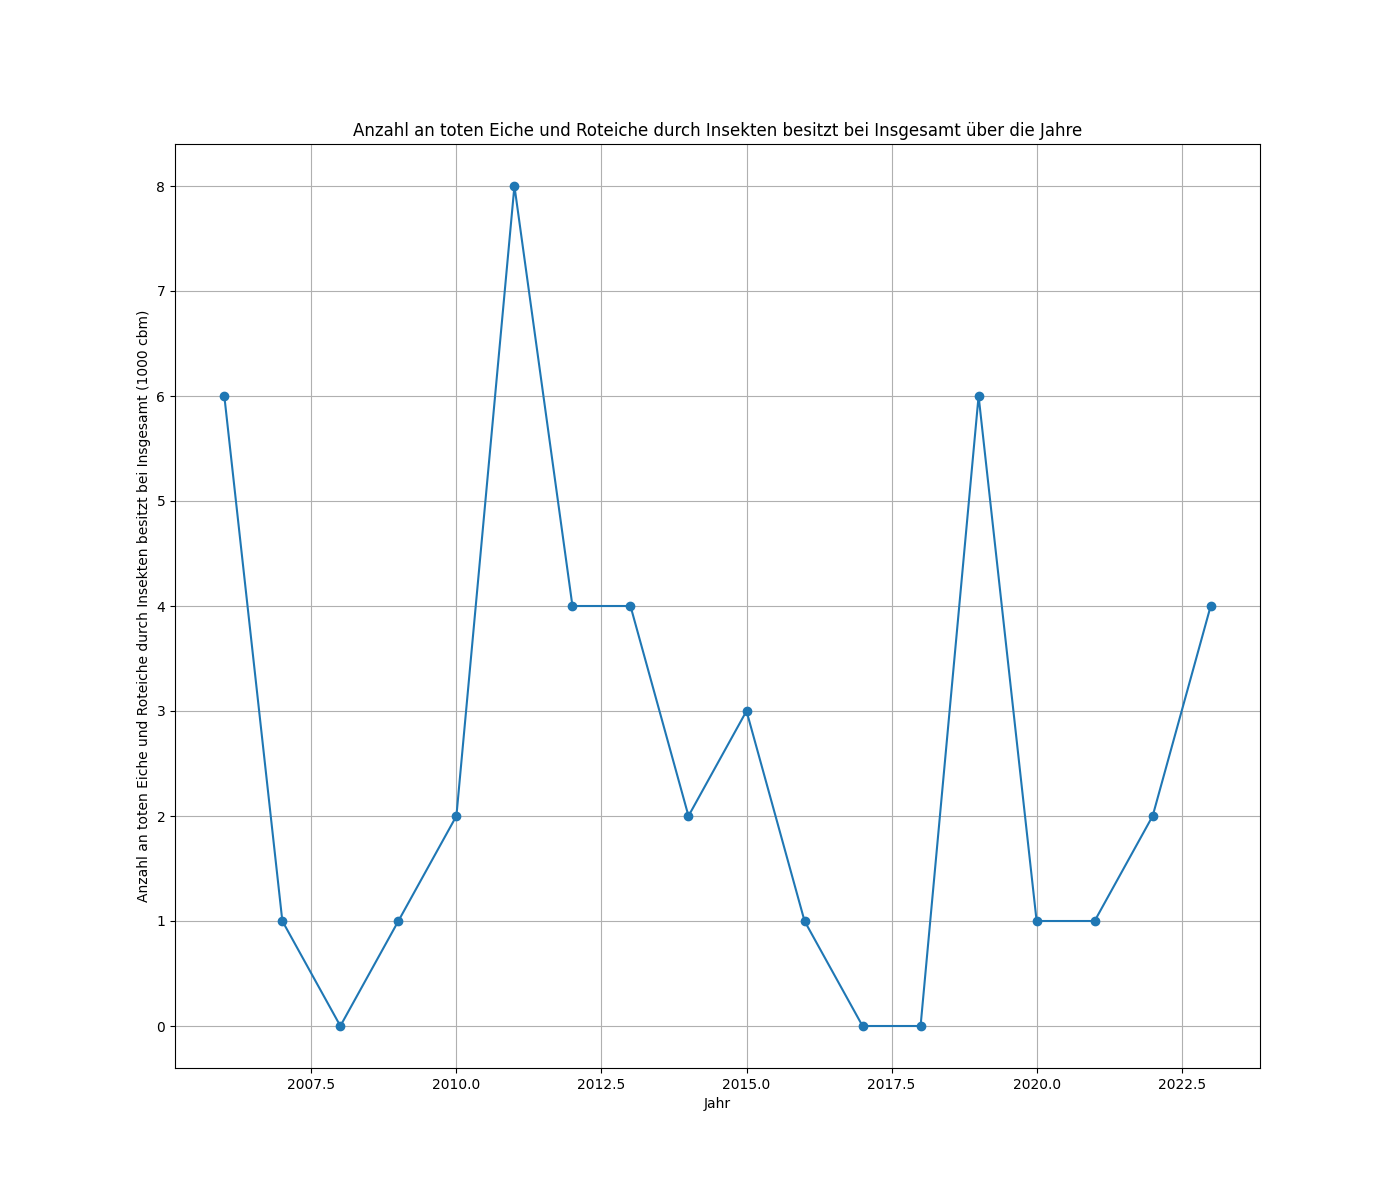 Anzahl an toten Eiche und Roteiche durch Insekten besitzt bei Insgesamt über die Jahre
Anzahl an toten Eiche und Roteiche durch Insekten besitzt bei Insgesamt (1000 cbm)
8
7
6
5
4
3
2
1
0
2007.5 2010.0 2012.5 2015.0 2017.5 2020.0 2022.5
Jahr